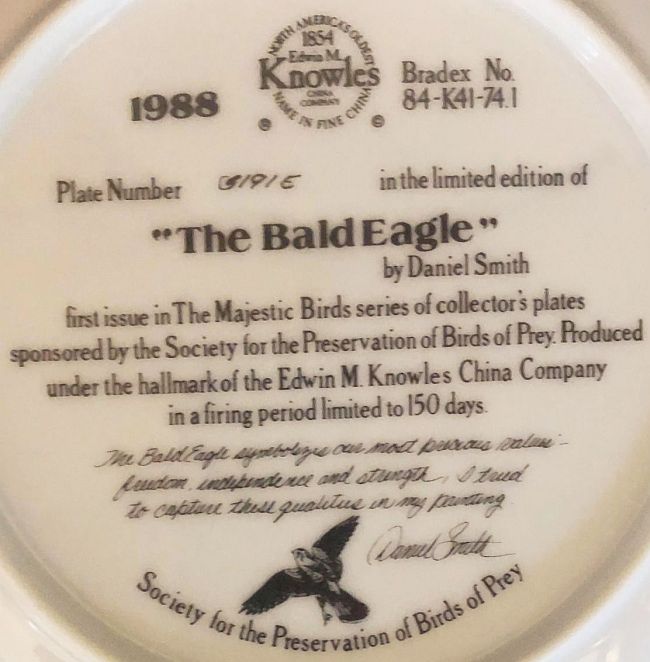 NORTH AMERICA'S OLDEST
1854
Edwin M.
Knowles
CHINA
COMPANY
NAME IN FINE CHINA
1988
Bradex No.
84-K41-74.1
Plate Number
in the limited edition of
"The Bald Eagle"
by Daniel Smith
first issue in The Majestic Birds series of collector's plates
sponsored by the Society for the Preservation of Birds of Prey. Produced
under the hallmark of the Edwin M. Knowles China Company
in a firing period limited to 150 days.
The Bald Eagle symbolizes our most precious values -
freedom, independence and strength, I tried
to capture these qualities in my painting
Daniel Smith
Society for the Preservation of Birds of Prey